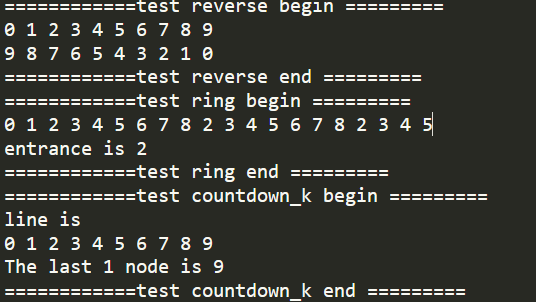 ============test reverse begin =========
0 1 2 3 4 5 6 7 8 9
9 8 7 6 5 4 3 2 1 0
============test reverse end =========
============test ring begin =========
0 1 2 3 4 5 6 7 8 2 3 4 5 6 7 8 2 3 4 5
entrance is 2
============test ring end =========
============test countdown_k begin =========
line is
0 1 2 3 4 5 6 7 8 9
The last 1 node is 9
============test countdown_k end =========